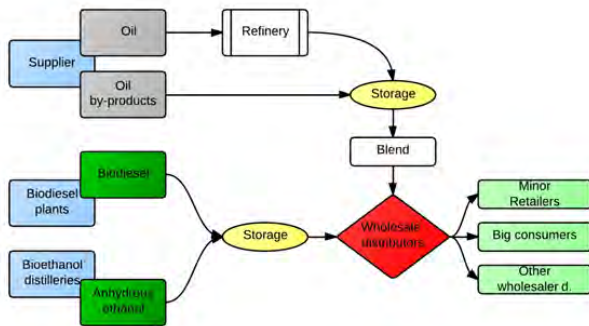 Oil
Refinery
Supplier
Oil
by-products
Storage
Blend
Biodiesel
Biodiesel
plants
Storage
Wholesale
distributors
Minor
Retailers
Big consumers
Other
wholesaler d.
Bioethanol
distilleries
Anhydrous
ethanol